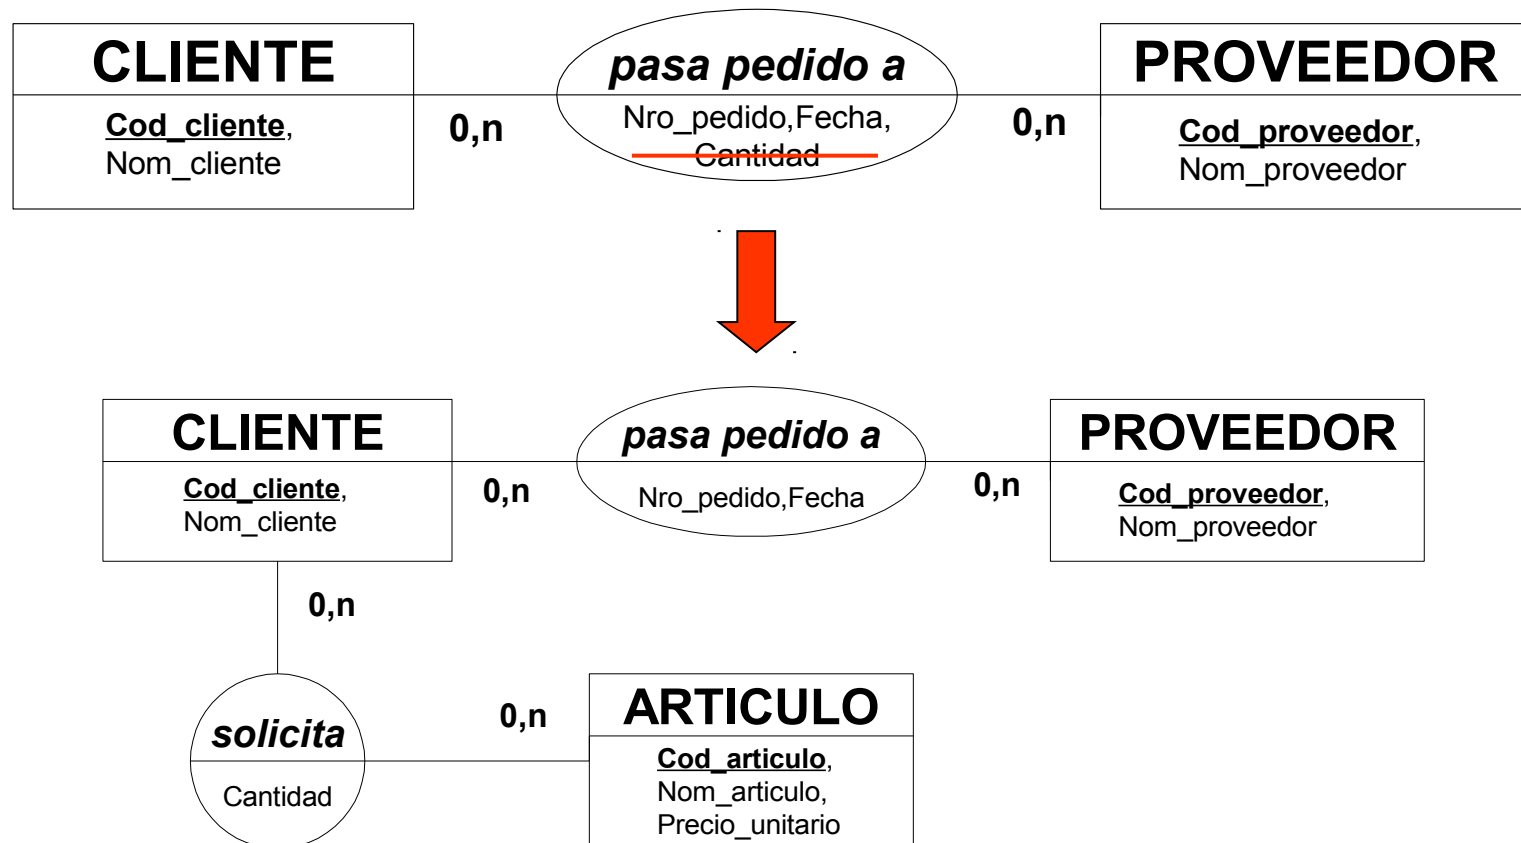 CLIENTE
Cod_cliente,
Nom_cliente
0,n
pasa pedido a
Nro_pedido,Fecha,
Cantidad
0,n
PROVEEDOR
Cod_proveedor,
Nom_proveedor
CLIENTE
Cod_cliente,
Nom_cliente
0,n
pasa pedido a
Nro_pedido,Fecha
0,n
PROVEEDOR
Cod_proveedor,
Nom_proveedor
0,n
solicita
Cantidad
0,n
ARTICULO
Cod_articulo,
Nom_articulo,
Precio_unitario